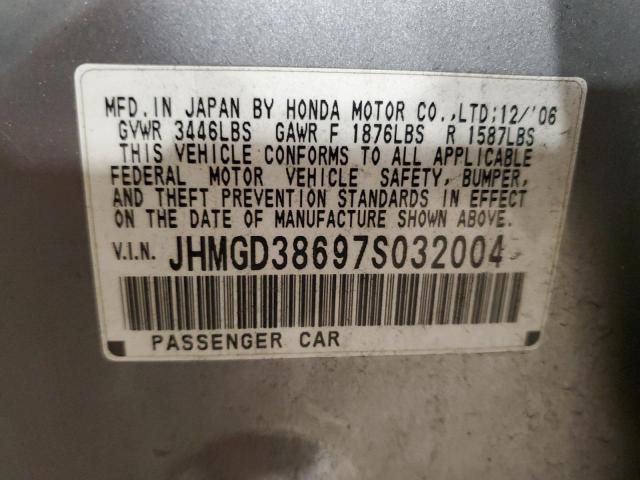 MFD. IN JAPAN BY HONDA MOTOR CO.,LTD; 12/'06
GVWR 3446LBS GAWR F 1876LBS R 1587LBS
THIS VEHICLE CONFORMS TO ALL APPLICABLE
FEDERAL MOTOR VEHICLE SAFETY, BUMPER,
AND THEFT PREVENTION STANDARDS IN EFFECT
ON THE DATE OF MANUFACTURE SHOWN ABOVE.
V.I.N. JHMGD38697S032004
PASSENGER CAR